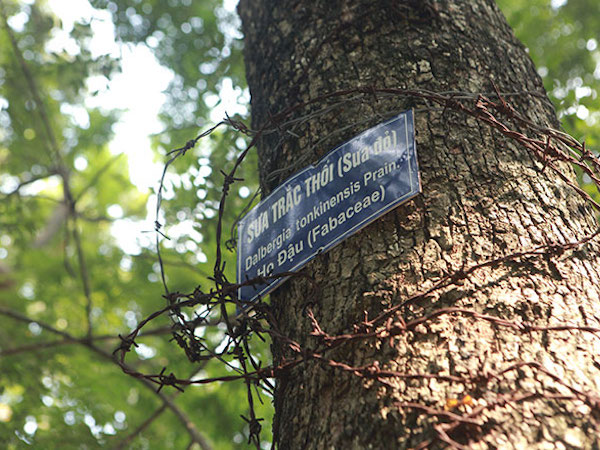 SƯA TRẮC THỐI (Sưa đỏ)
Dalbergia tonkinensis Prain.
Họ Đậu (Fabaceae)